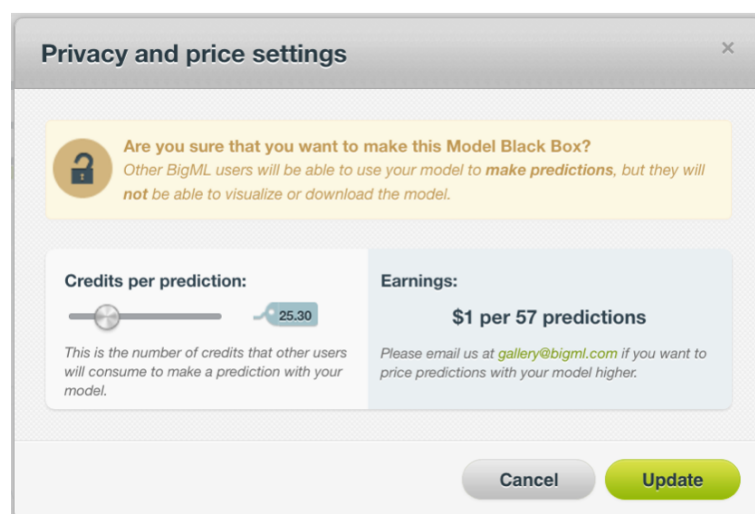 Privacy and price settings
×
Are you sure that you want to make this Model Black Box?
Other BigML users will be able to use your model to make predictions, but they will
not be able to visualize or download the model.
Credits per prediction:
25.30
This is the number of credits that other users
will consume to make a prediction with your
model.
Earnings:
$1 per 57 predictions
Please email us at gallery@bigml.com if you want to
price predictions with your model higher.
Cancel
Update